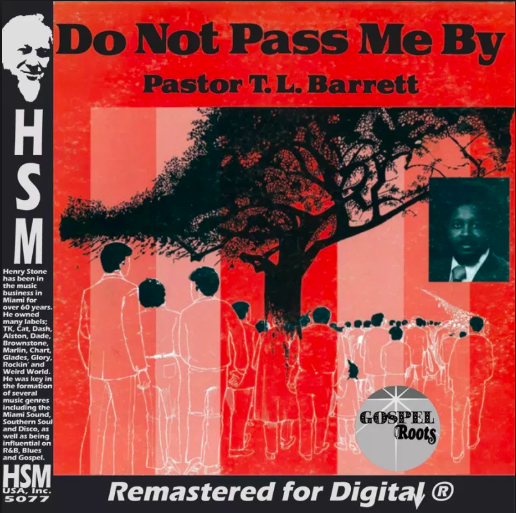 Do Not Pass Me By
Pastor T. L. Barrett
H
S
M
Henry Stone
has been in
the music
business in
Miami for
over 60 years.
He owned
many labels;
TK, Cat, Dash,
Alston, Dade,
Brownstone,
Marlin, Chart,
Glades, Glory,
Rockin' and
Weird World.
He was key in
the formation
of several
music genres
including the
Miami Sound,
Southern Soul
and Disco, as
well as being
influential on
R&B, Blues
and Gospel.
HSM
USA, Inc.
5077
GOSPEL
Roots
Remastered for Digital ®